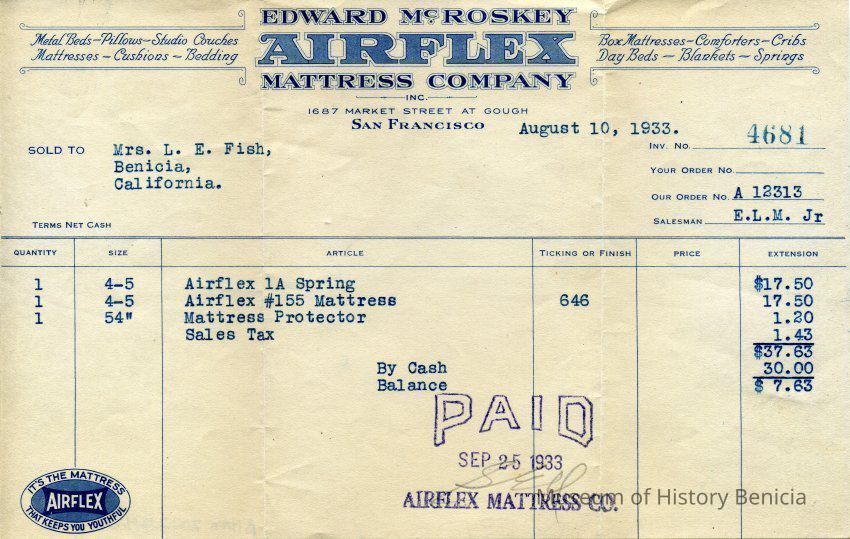 EDWARD McROSKEY
AIRFLEX
MATTRESS COMPANY
INC.
1687 MARKET STREET AT GOUGH
SAN FRANCISCO
Metal Beds–Pillows–Studio Couches
Mattresses – Cushions – Bedding
Box Mattresses–Comforters–Cribs
Day Beds – Blankets – Springs
August 10, 1933.
INV. NO. 4681
SOLD TO Mrs. L. E. Fish,
Benicia,
California.
YOUR ORDER NO.
OUR ORDER NO. A 12313
SALESMAN E.L.M. Jr
TERMS NET CASH
QUANTITY SIZE ARTICLE TICKING OR FINISH PRICE EXTENSION
1 4-5 Airflex 1A Spring $17.50
1 4-5 Airflex #155 Mattress 646 17.50
1 54" Mattress Protector 1.20
Sales Tax 1.43
$37.63
By Cash 30.00
Balance $ 7.63
PAID
SEP 25 1933
AIRFLEX MATTRESS CO.
Museum of History Benicia
IT'S THE MATTRESS
AIRFLEX
THAT KEEPS YOU YOUTHFUL